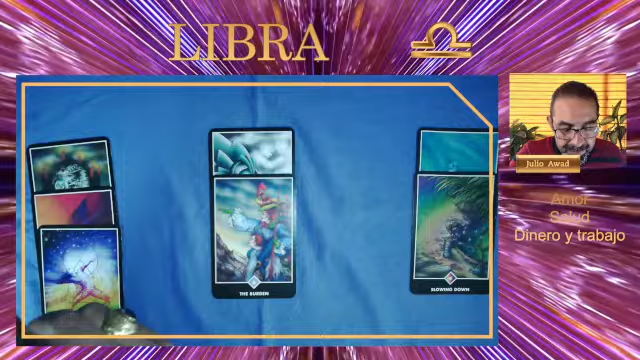 LIBRA
Julio Awad
Amor
Salud
Dinero y trabajo
THE BURDEN
SLOWING DOWN